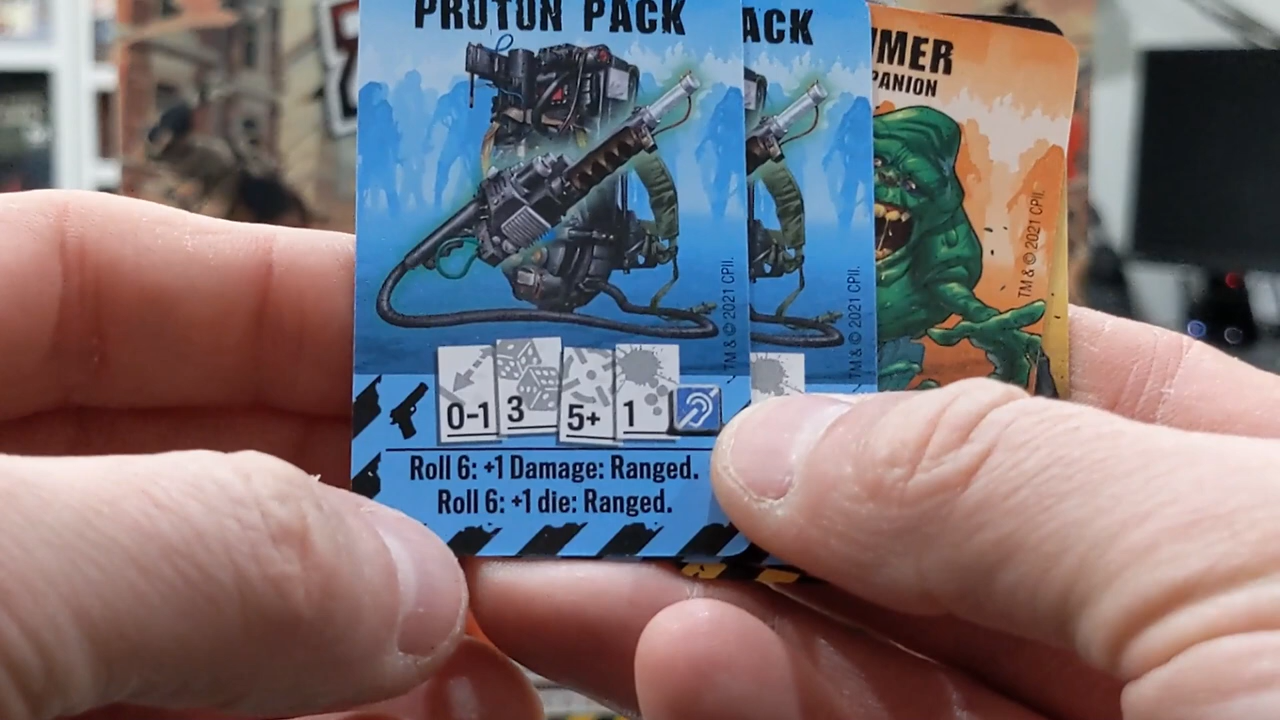 PROTON PACK
ACK
MER
PANION
TM & © 2021 CPII.
TM & © 2021 CPII.
TM & © 2021 CPII.
0-1 3 5+ 1
Roll 6: +1 Damage: Ranged.
Roll 6: +1 die: Ranged.